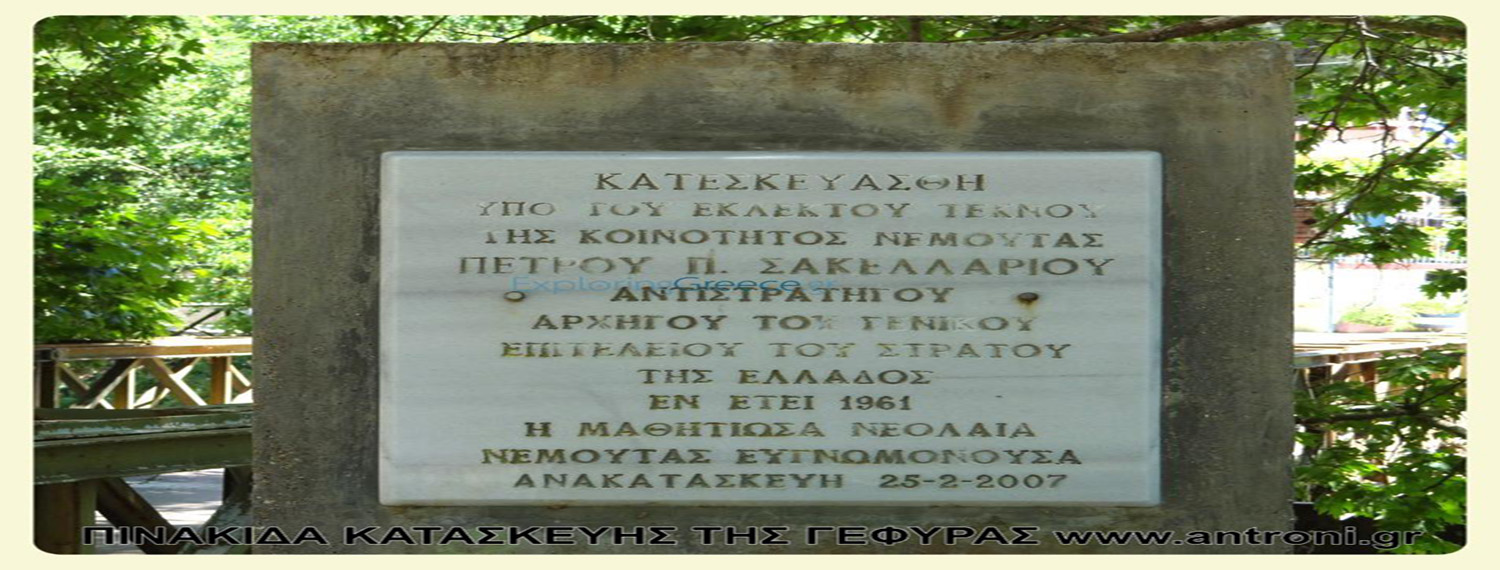 ΚΑΤΕΣΚΕΥΑΣΘΗ
ΥΠΟ ΤΟΥ ΕΚΛΕΚΤΟΥ ΤΕΚΝΟΥ
ΤΗΣ ΚΟΙΝΟΤΗΤΟΣ ΝΕΜΟΥΤΑΣ
ΠΕΤΡΟΥ Π. ΣΑΚΕΛΛΑΡΙΟΥ
ExploringGreece.gr
ΑΝΤΙΣΤΡΑΤΗΓΟΥ
ΑΡΧΗΓΟΥ ΤΟΥ ΓΕΝΙΚΟΥ
ΕΠΙΤΕΛΕΙΟΥ ΤΟΥ ΣΤΡΑΤΟΥ
ΤΗΣ ΕΛΛΑΔΟΣ
ΕΝ ΕΤΕΙ 1961
Η ΜΑΘΗΤΙΩΣΑ ΝΕΟΛΑΙΑ
ΝΕΜΟΥΤΑΣ ΕΥΓΝΩΜΟΝΟΥΣΑ
ΑΝΑΚΑΤΑΣΚΕΥΗ 25-2-2007
ΠΙΝΑΚΙΔΑ ΚΑΤΑΣΚΕΥΗΣ ΤΗΣ ΓΕΦΥΡΑΣ www.antroni.gr